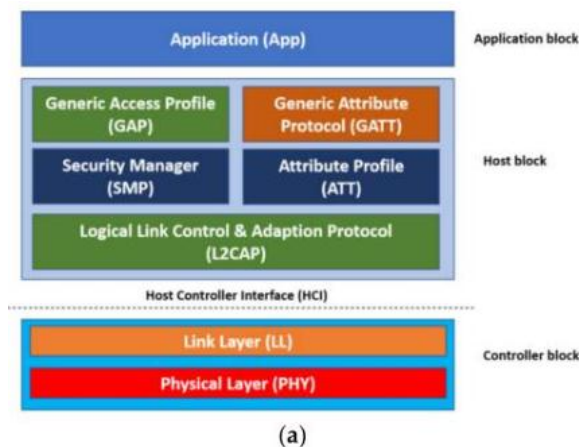 Application (App)
Application block
Generic Access Profile
(GAP)
Generic Attribute
Protocol (GATT)
Security Manager
(SMP)
Attribute Profile
(ATT)
Host block
Logical Link Control & Adaption Protocol
(L2CAP)
Host Controller Interface (HCI)
Link Layer (LL)
Physical Layer (PHY)
Controller block
(a)